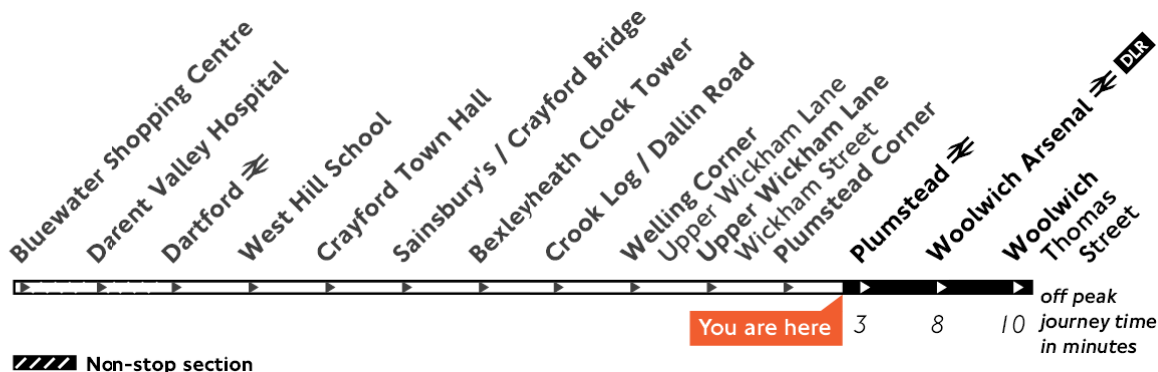 Bluewater Shopping Centre
Darent Valley Hospital
Dartford
West Hill School
Crayford Town Hall
Sainsbury's / Crayford Bridge
Bexleyheath Clock Tower
Crook Log / Dallin Road
Welling Corner
Upper Wickham Lane
Upper Wickham Lane
Wickham Street
Plumstead Corner
Plumstead
Woolwich Arsenal DLR
Woolwich
Thomas
Street
You are here
3
8
10
off peak
journey time
in minutes
Non-stop section